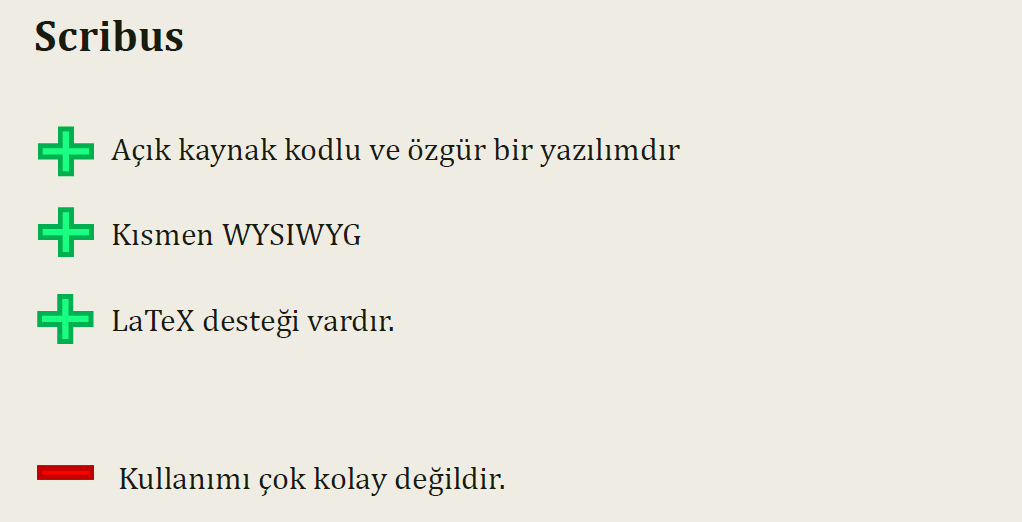 Scribus
Açık kaynak kodlu ve özgür bir yazılımdır
Kısmen WYSIWYG
LaTeX desteği vardır.
Kullanımı çok kolay değildir.